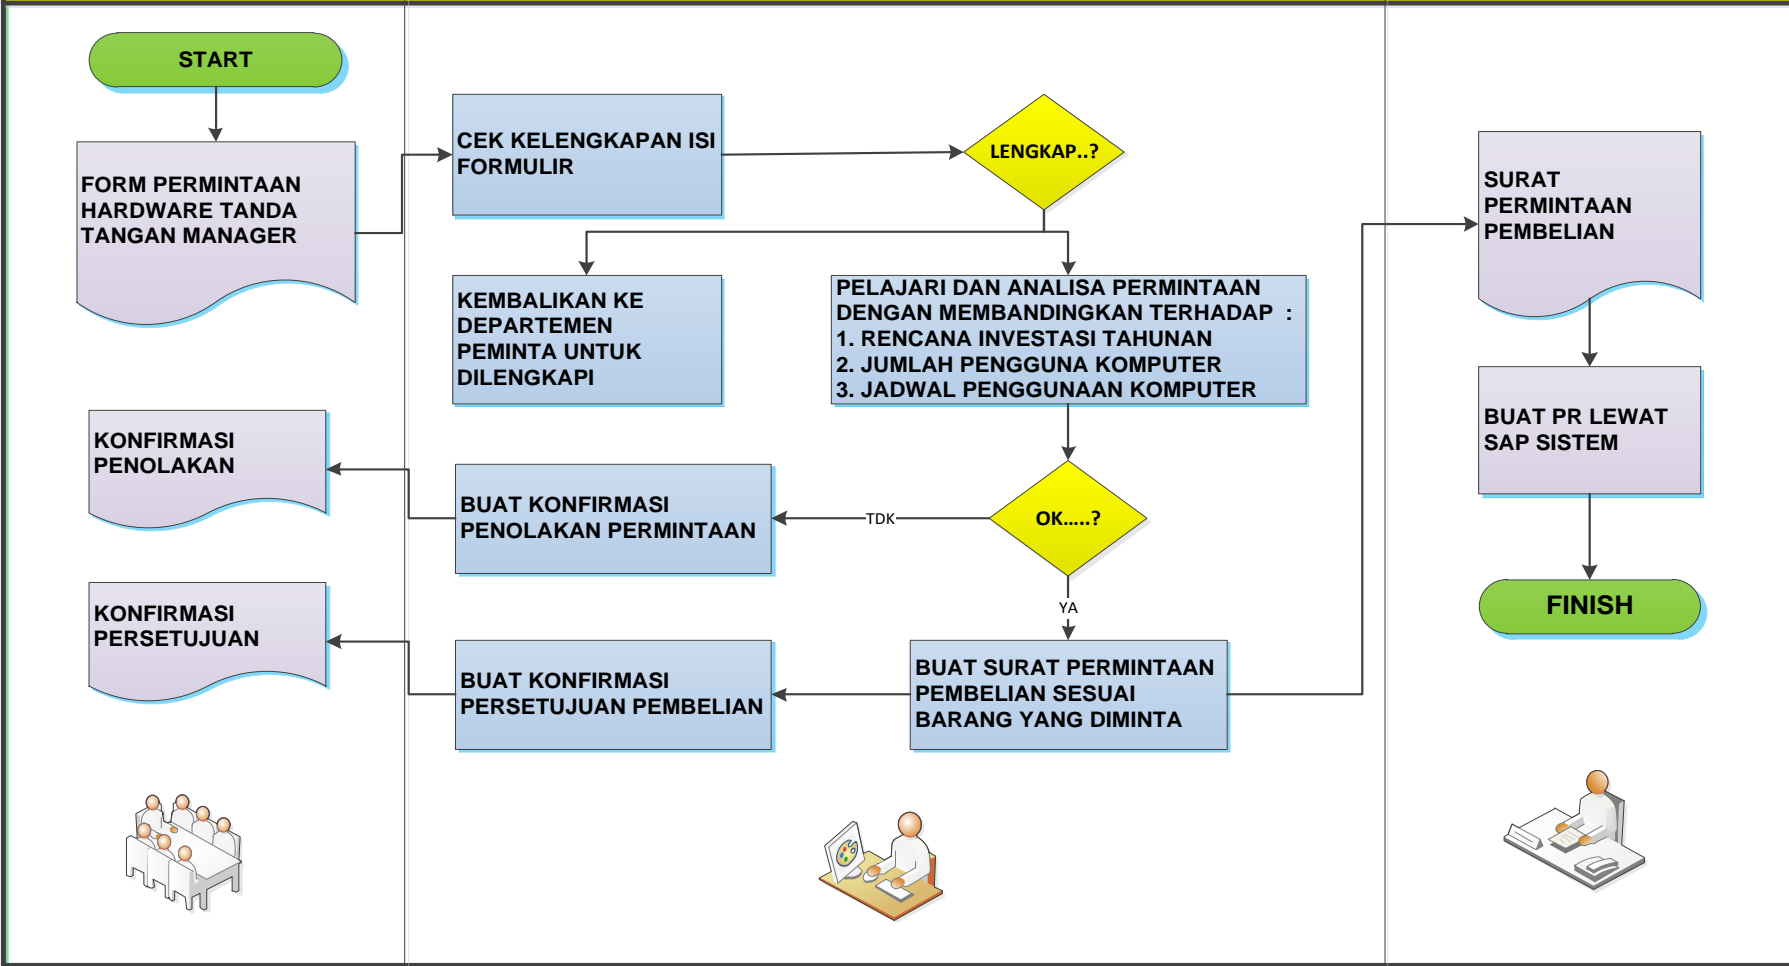 START
FORM PERMINTAAN
HARDWARE TANDA
TANGAN MANAGER
CEK KELENGKAPAN ISI
FORMULIR
LENGKAP..?
KEMBALIKAN KE
DEPARTEMEN
PEMINTA UNTUK
DILENGKAPI
PELAJARI DAN ANALISA PERMINTAAN
DENGAN MEMBANDINGKAN TERHADAP :
1. RENCANA INVESTASI TAHUNAN
2. JUMLAH PENGGUNA KOMPUTER
3. JADWAL PENGGUNAAN KOMPUTER
OK.....?
TDK
BUAT KONFIRMASI
PENOLAKAN PERMINTAAN
KONFIRMASI
PENOLAKAN
YA
BUAT SURAT PERMINTAAN
PEMBELIAN SESUAI
BARANG YANG DIMINTA
BUAT KONFIRMASI
PERSETUJUAN PEMBELIAN
KONFIRMASI
PERSETUJUAN
SURAT
PERMINTAAN
PEMBELIAN
BUAT PR LEWAT
SAP SISTEM
FINISH